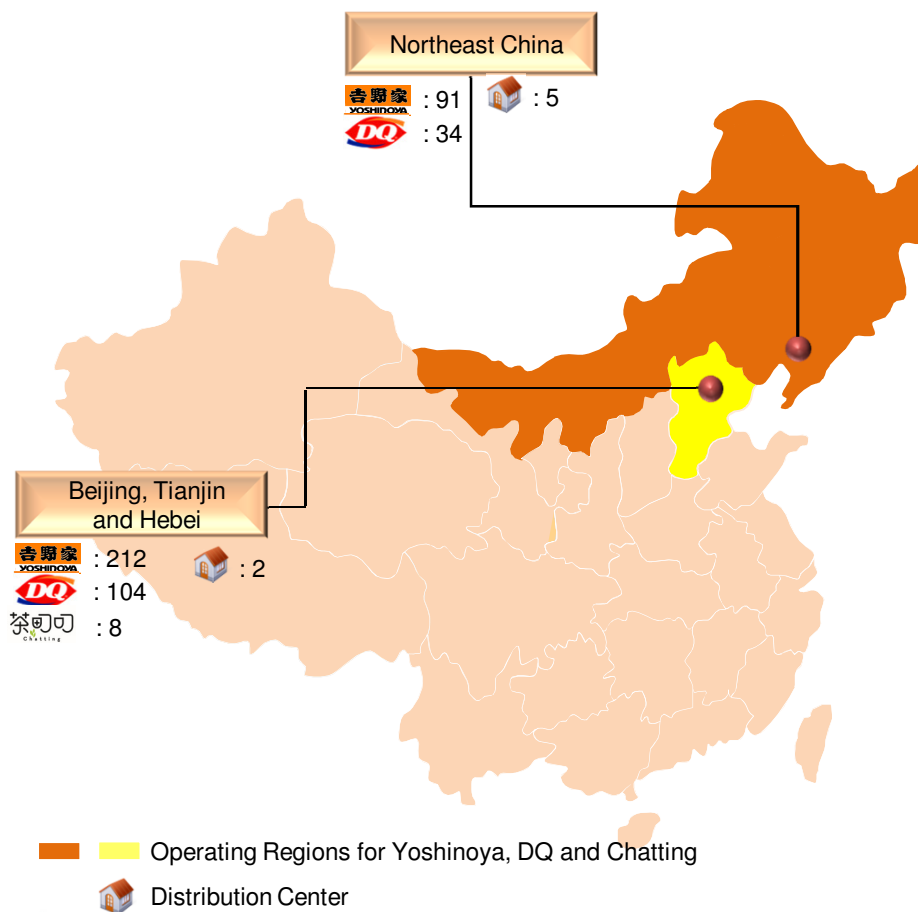 Northeast China
吉野家
YOSHINOYA
: 91
: 5
DQ
: 34
Beijing, Tianjin
and Hebei
吉野家
YOSHINOYA
: 212
: 2
DQ
: 104
茶町叮
Chatting
: 8
Operating Regions for Yoshinoya, DQ and Chatting
Distribution Center